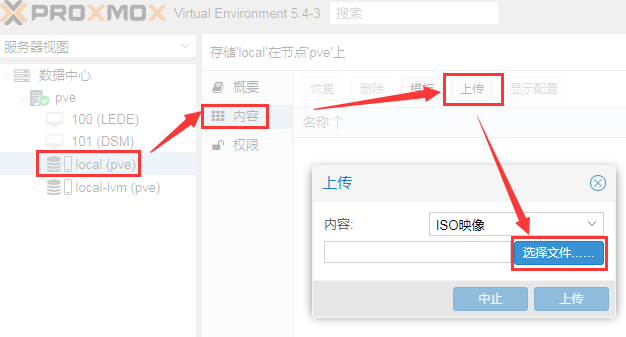 PROXMOX Virtual Environment 5.4-3 搜索
服务器视图
存储'local'在节点'pve'上
数据中心
pve
100 (LEDE)
101 (DSM)
local (pve)
local-lvm (pve)
概要
内容
权限
恢复 删除 模板 上传 显示配置
名称↑
上传
内容: ISO映像
选择文件......
中止 上传